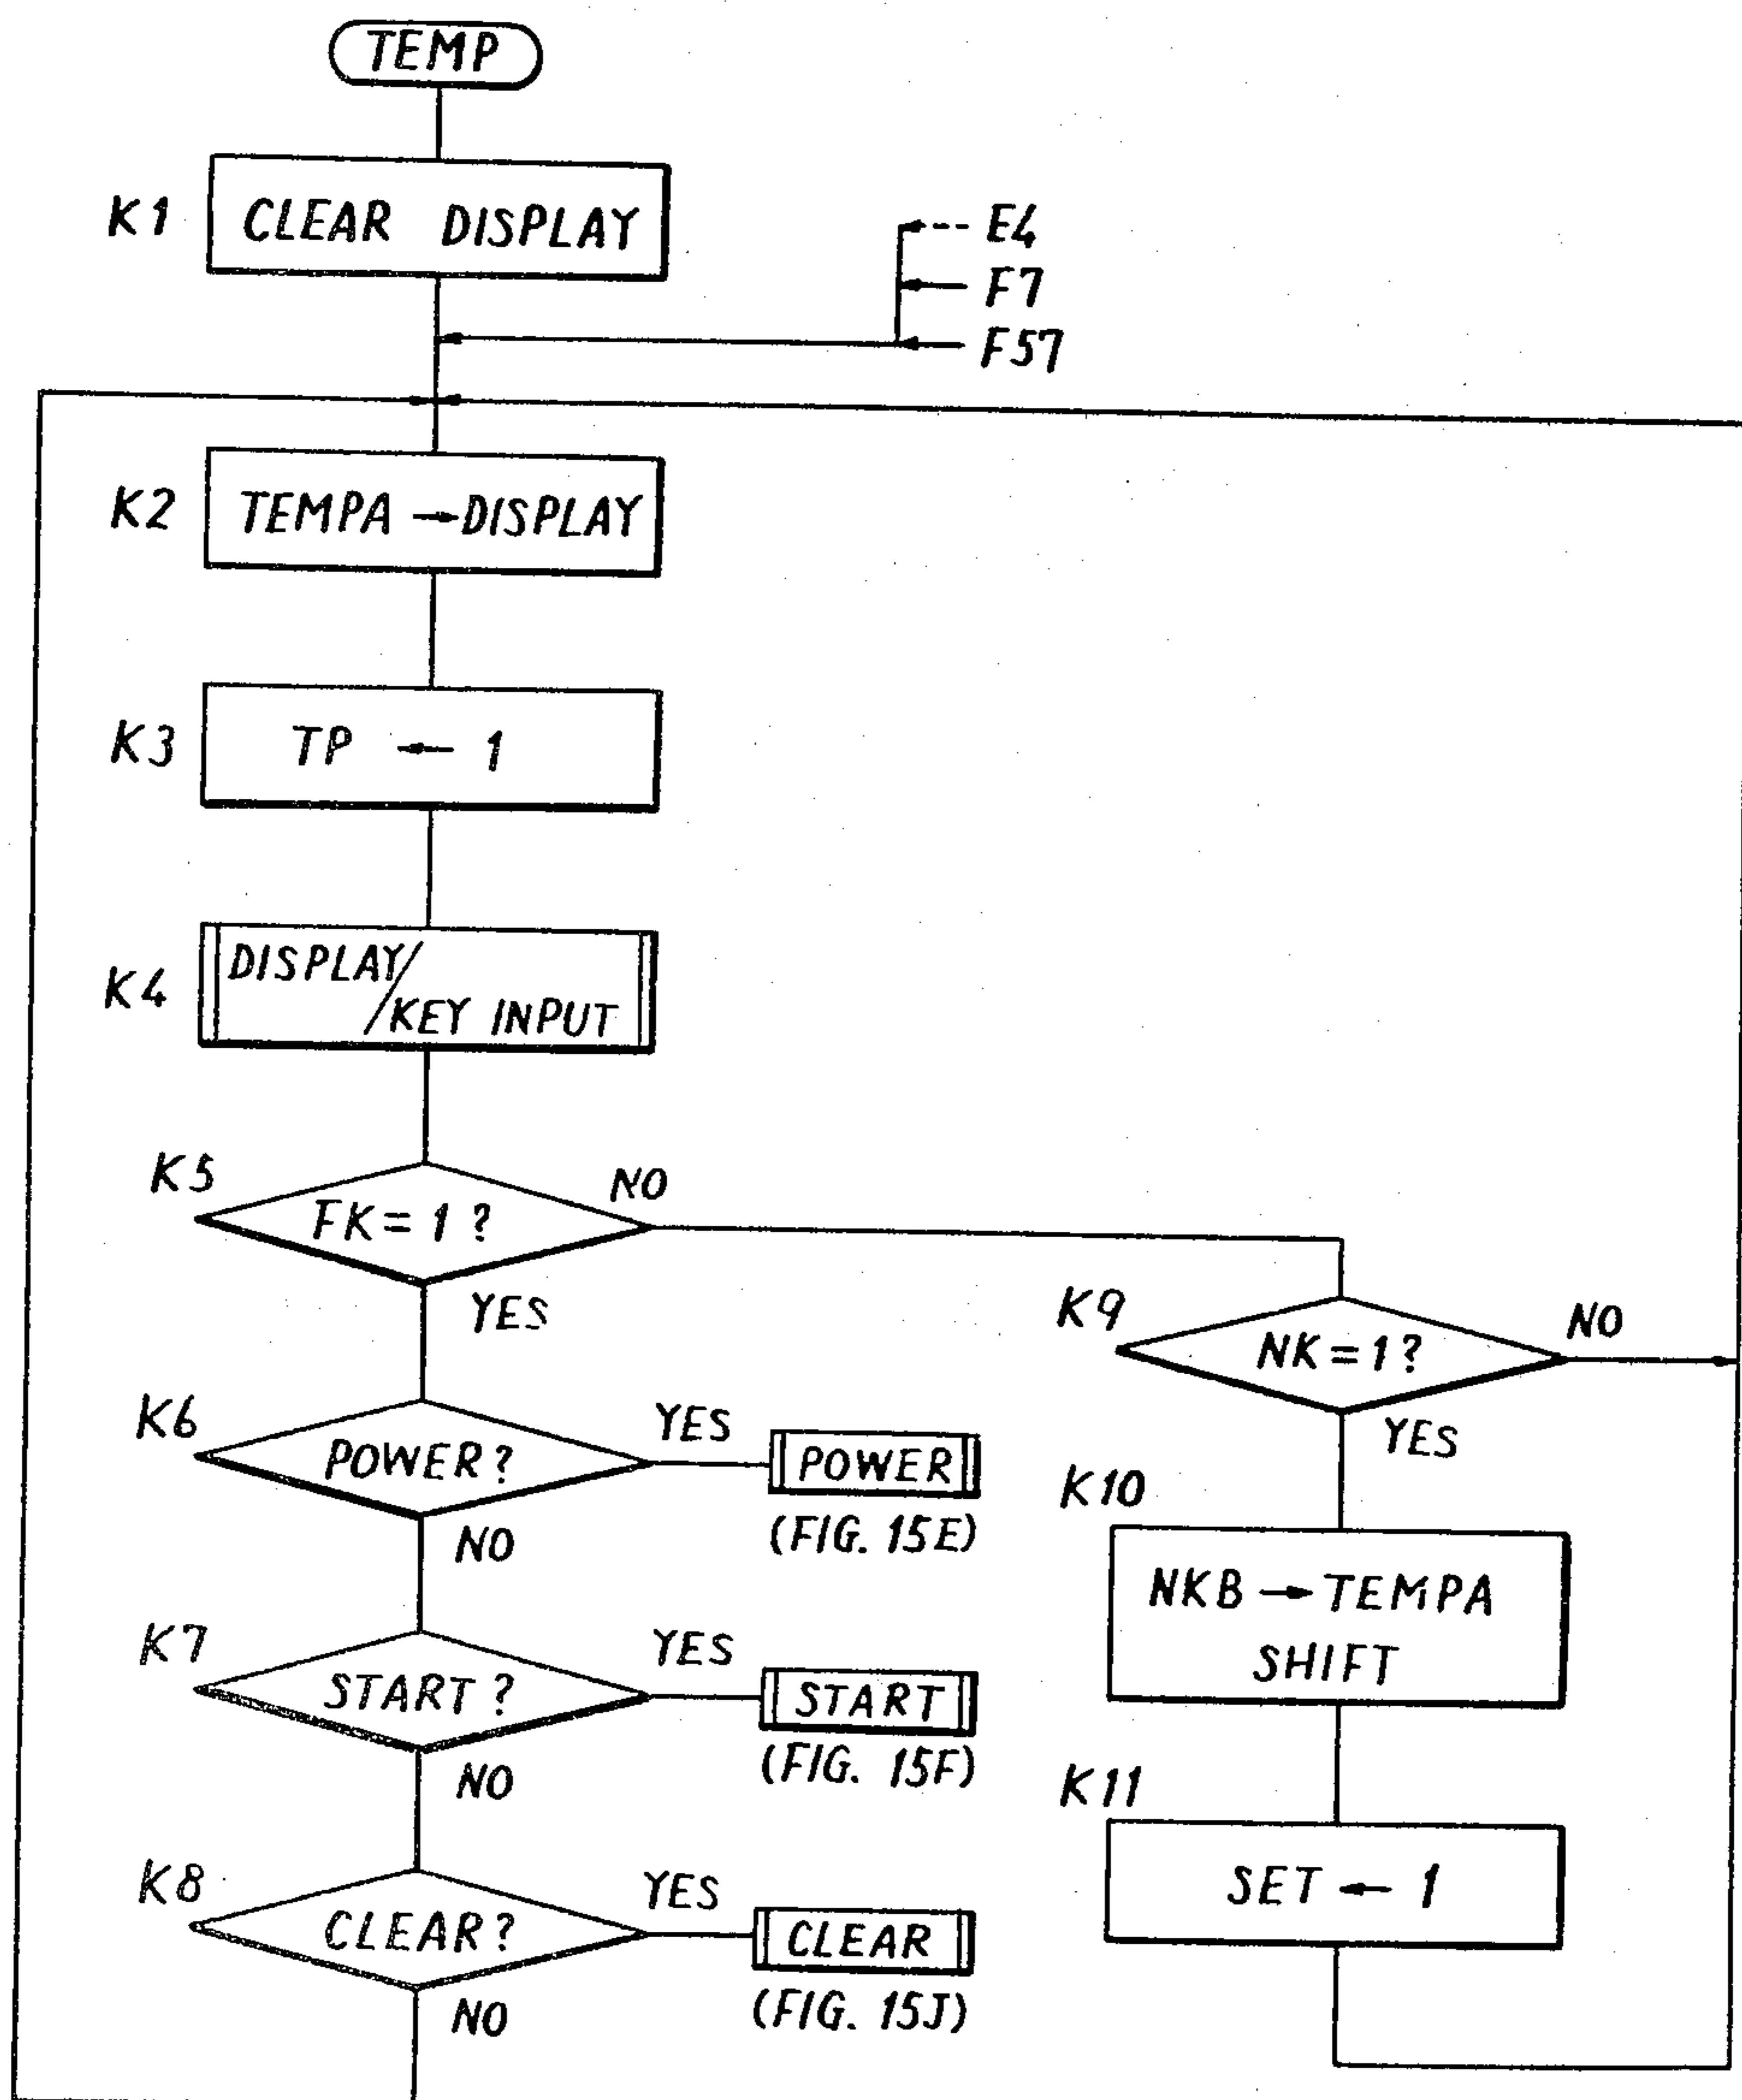 TEMP
K1
CLEAR DISPLAY
E4
F7
F57
K2
TEMPA → DISPLAY
K3
TP ← 1
K4
DISPLAY/
/KEY INPUT
K5
FK = 1 ?
NO
YES
K9
NK = 1 ?
NO
YES
K6
POWER ?
YES
POWER
(FIG. 15E)
NO
K10
NKB → TEMPA
SHIFT
K7
START ?
YES
START
(FIG. 15F)
NO
K11
SET ← 1
K8
CLEAR ?
YES
CLEAR
(FIG. 15J)
NO